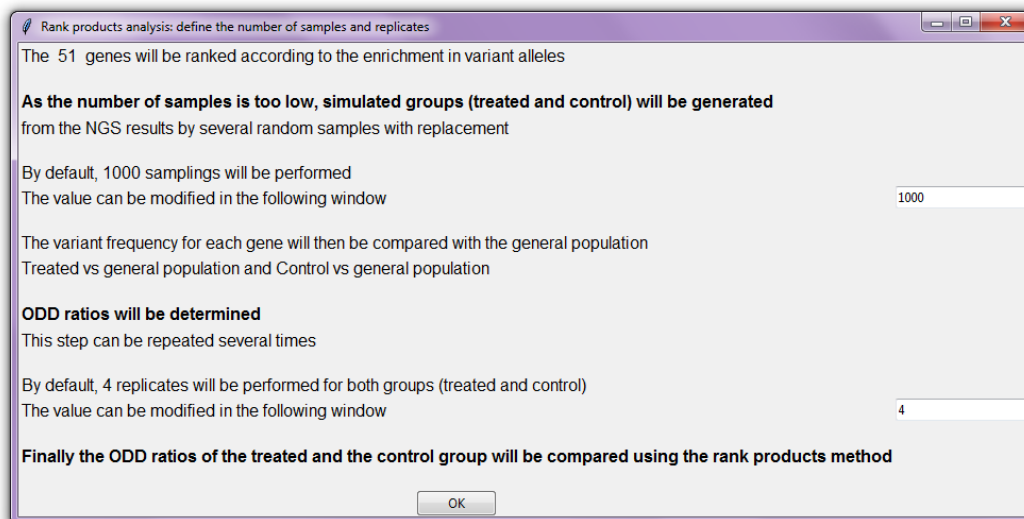 Rank products analysis: define the number of samples and replicates
The 51 genes will be ranked according to the enrichment in variant alleles
As the number of samples is too low, simulated groups (treated and control) will be generated
from the NGS results by several random samples with replacement
By default, 1000 samplings will be performed
The value can be modified in the following window
1000
The variant frequency for each gene will then be compared with the general population
Treated vs general population and Control vs general population
ODD ratios will be determined
This step can be repeated several times
By default, 4 replicates will be performed for both groups (treated and control)
The value can be modified in the following window
4
Finally the ODD ratios of the treated and the control group will be compared using the rank products method
OK